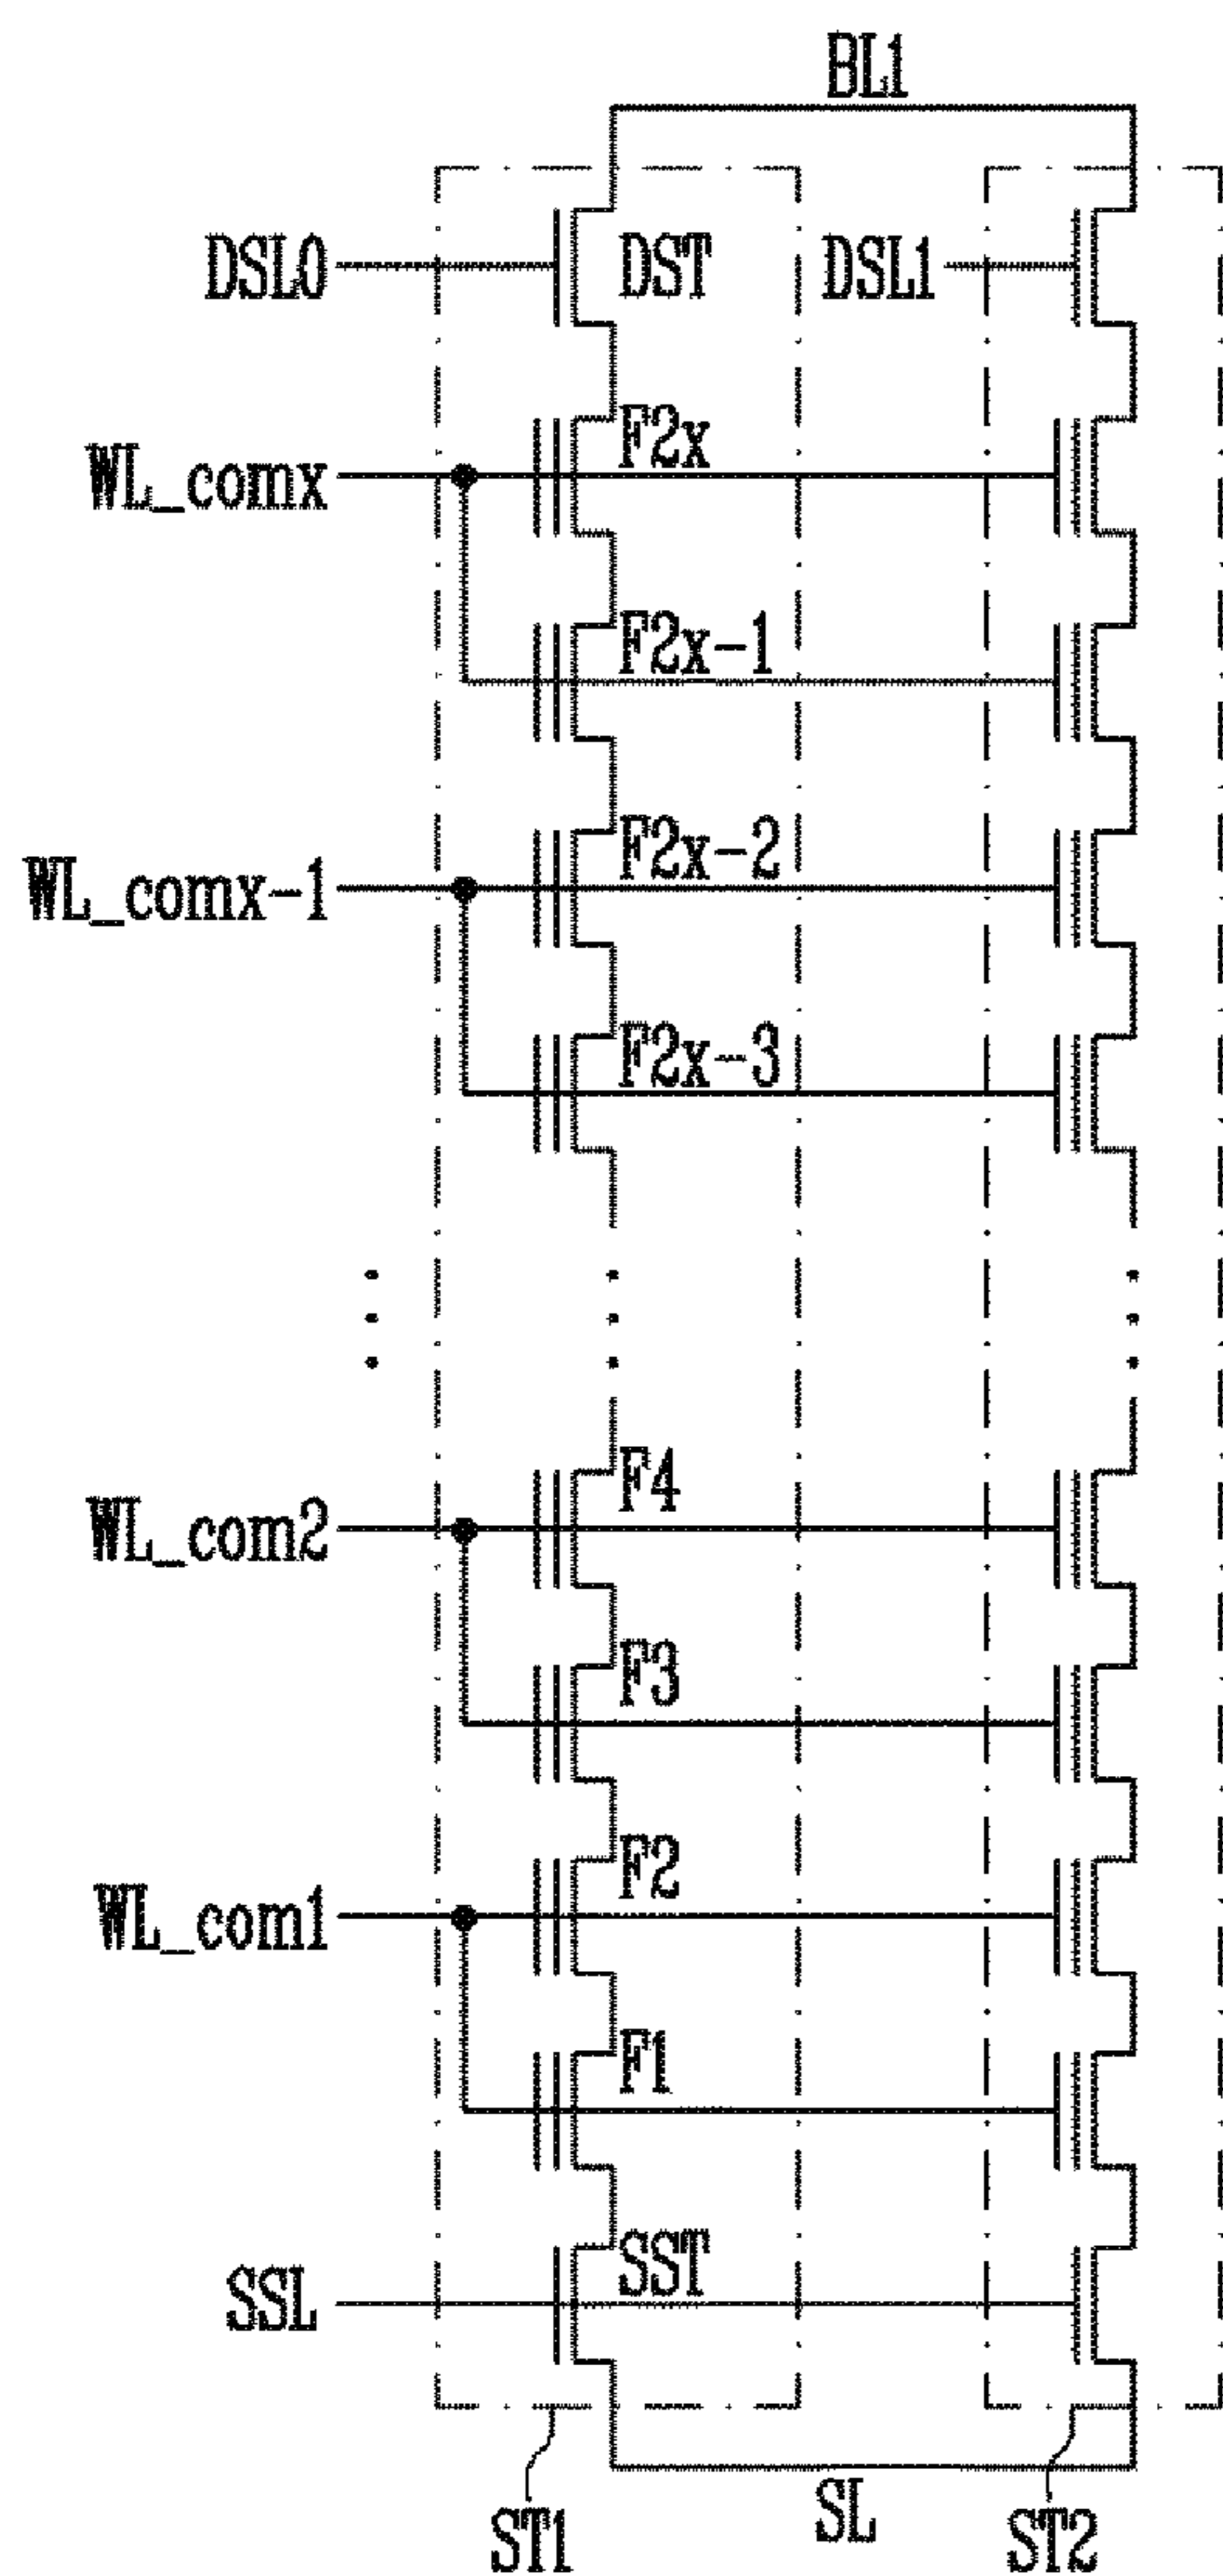 BL1
DSL0 DST DSL1
F2x
WL_comx
F2x-1
F2x-2
WL_comx-1
F2x-3
F4
WL_com2
F3
F2
WL_com1
F1
SST
SSL
SL
ST1 ST2